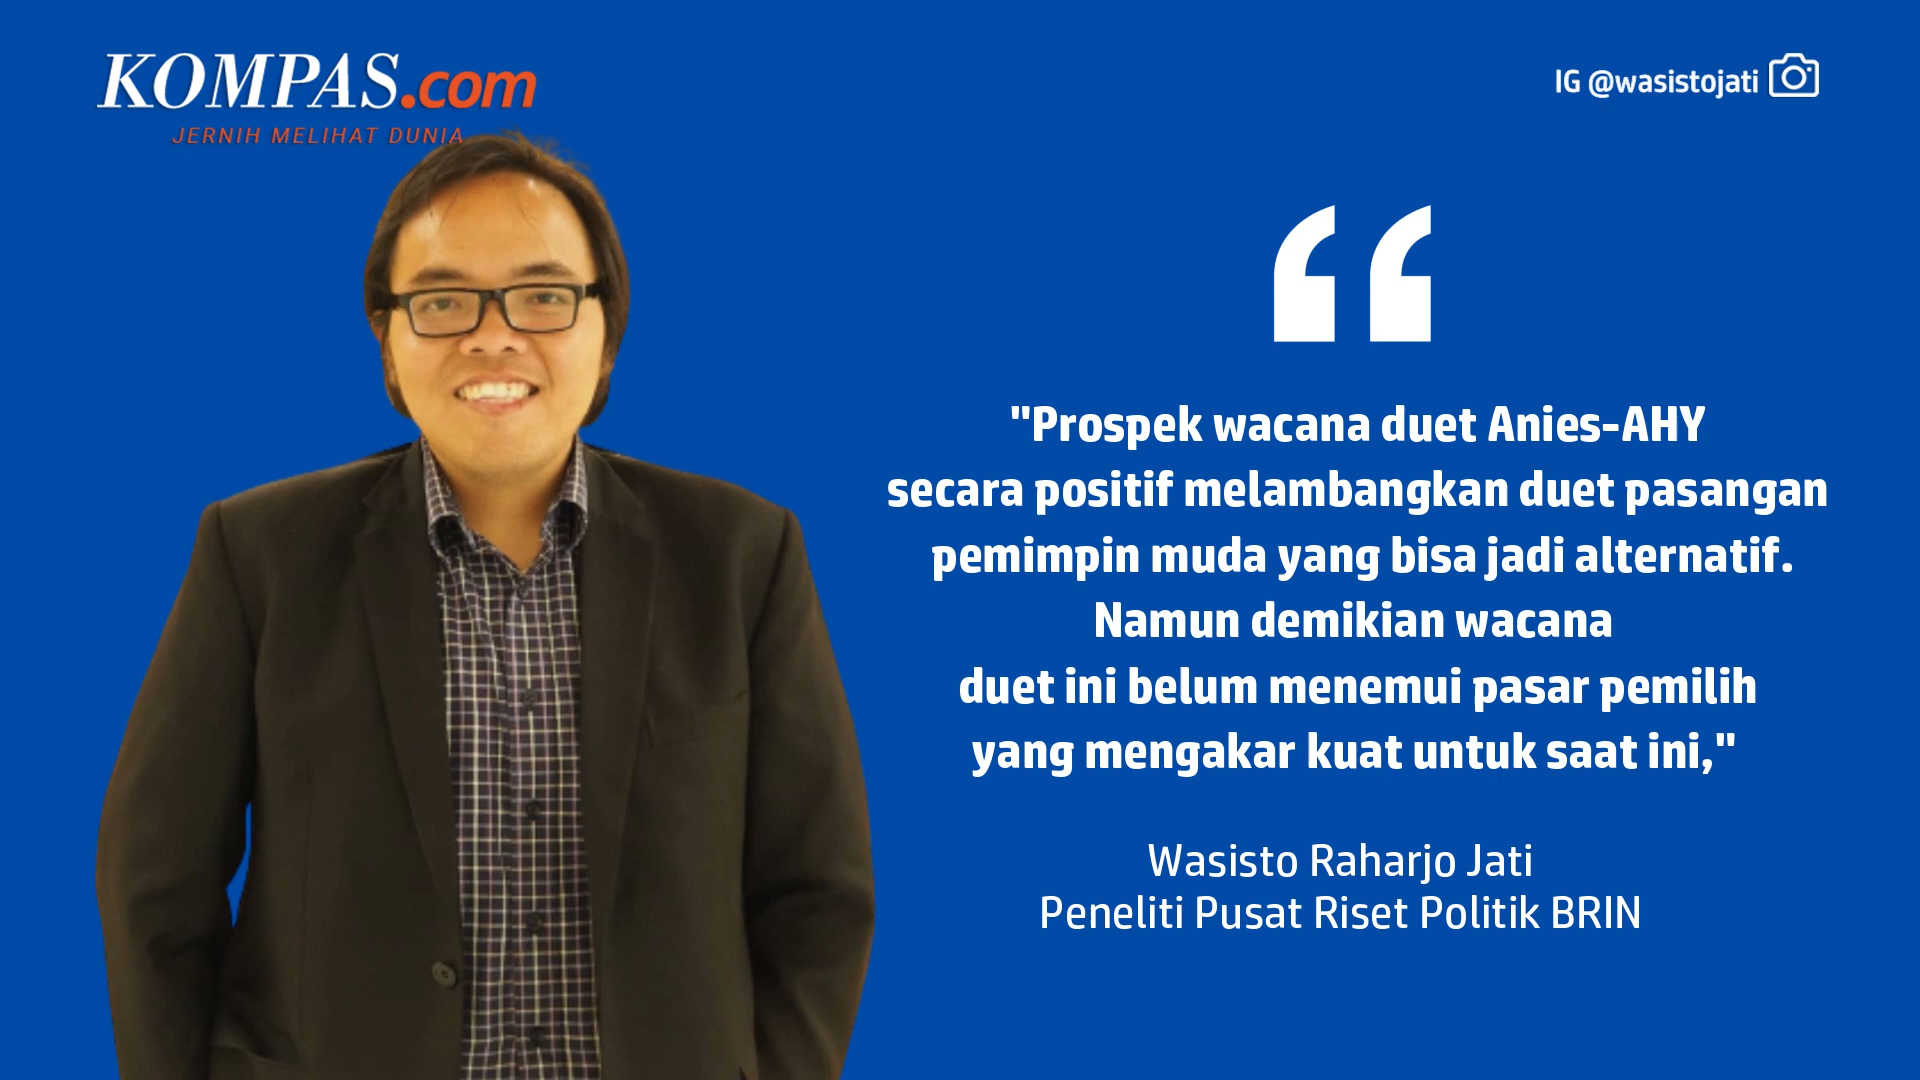 KOMPAS.com
JERNIH MELIHAT DUNIA
IG @wasistojati
"Prospek wacana duet Anies-AHY
secara positif melambangkan duet pasangan
pemimpin muda yang bisa jadi alternatif.
Namun demikian wacana
duet ini belum menemui pasar pemilih
yang mengakar kuat untuk saat ini,"
Wasisto Raharjo Jati
Peneliti Pusat Riset Politik BRIN